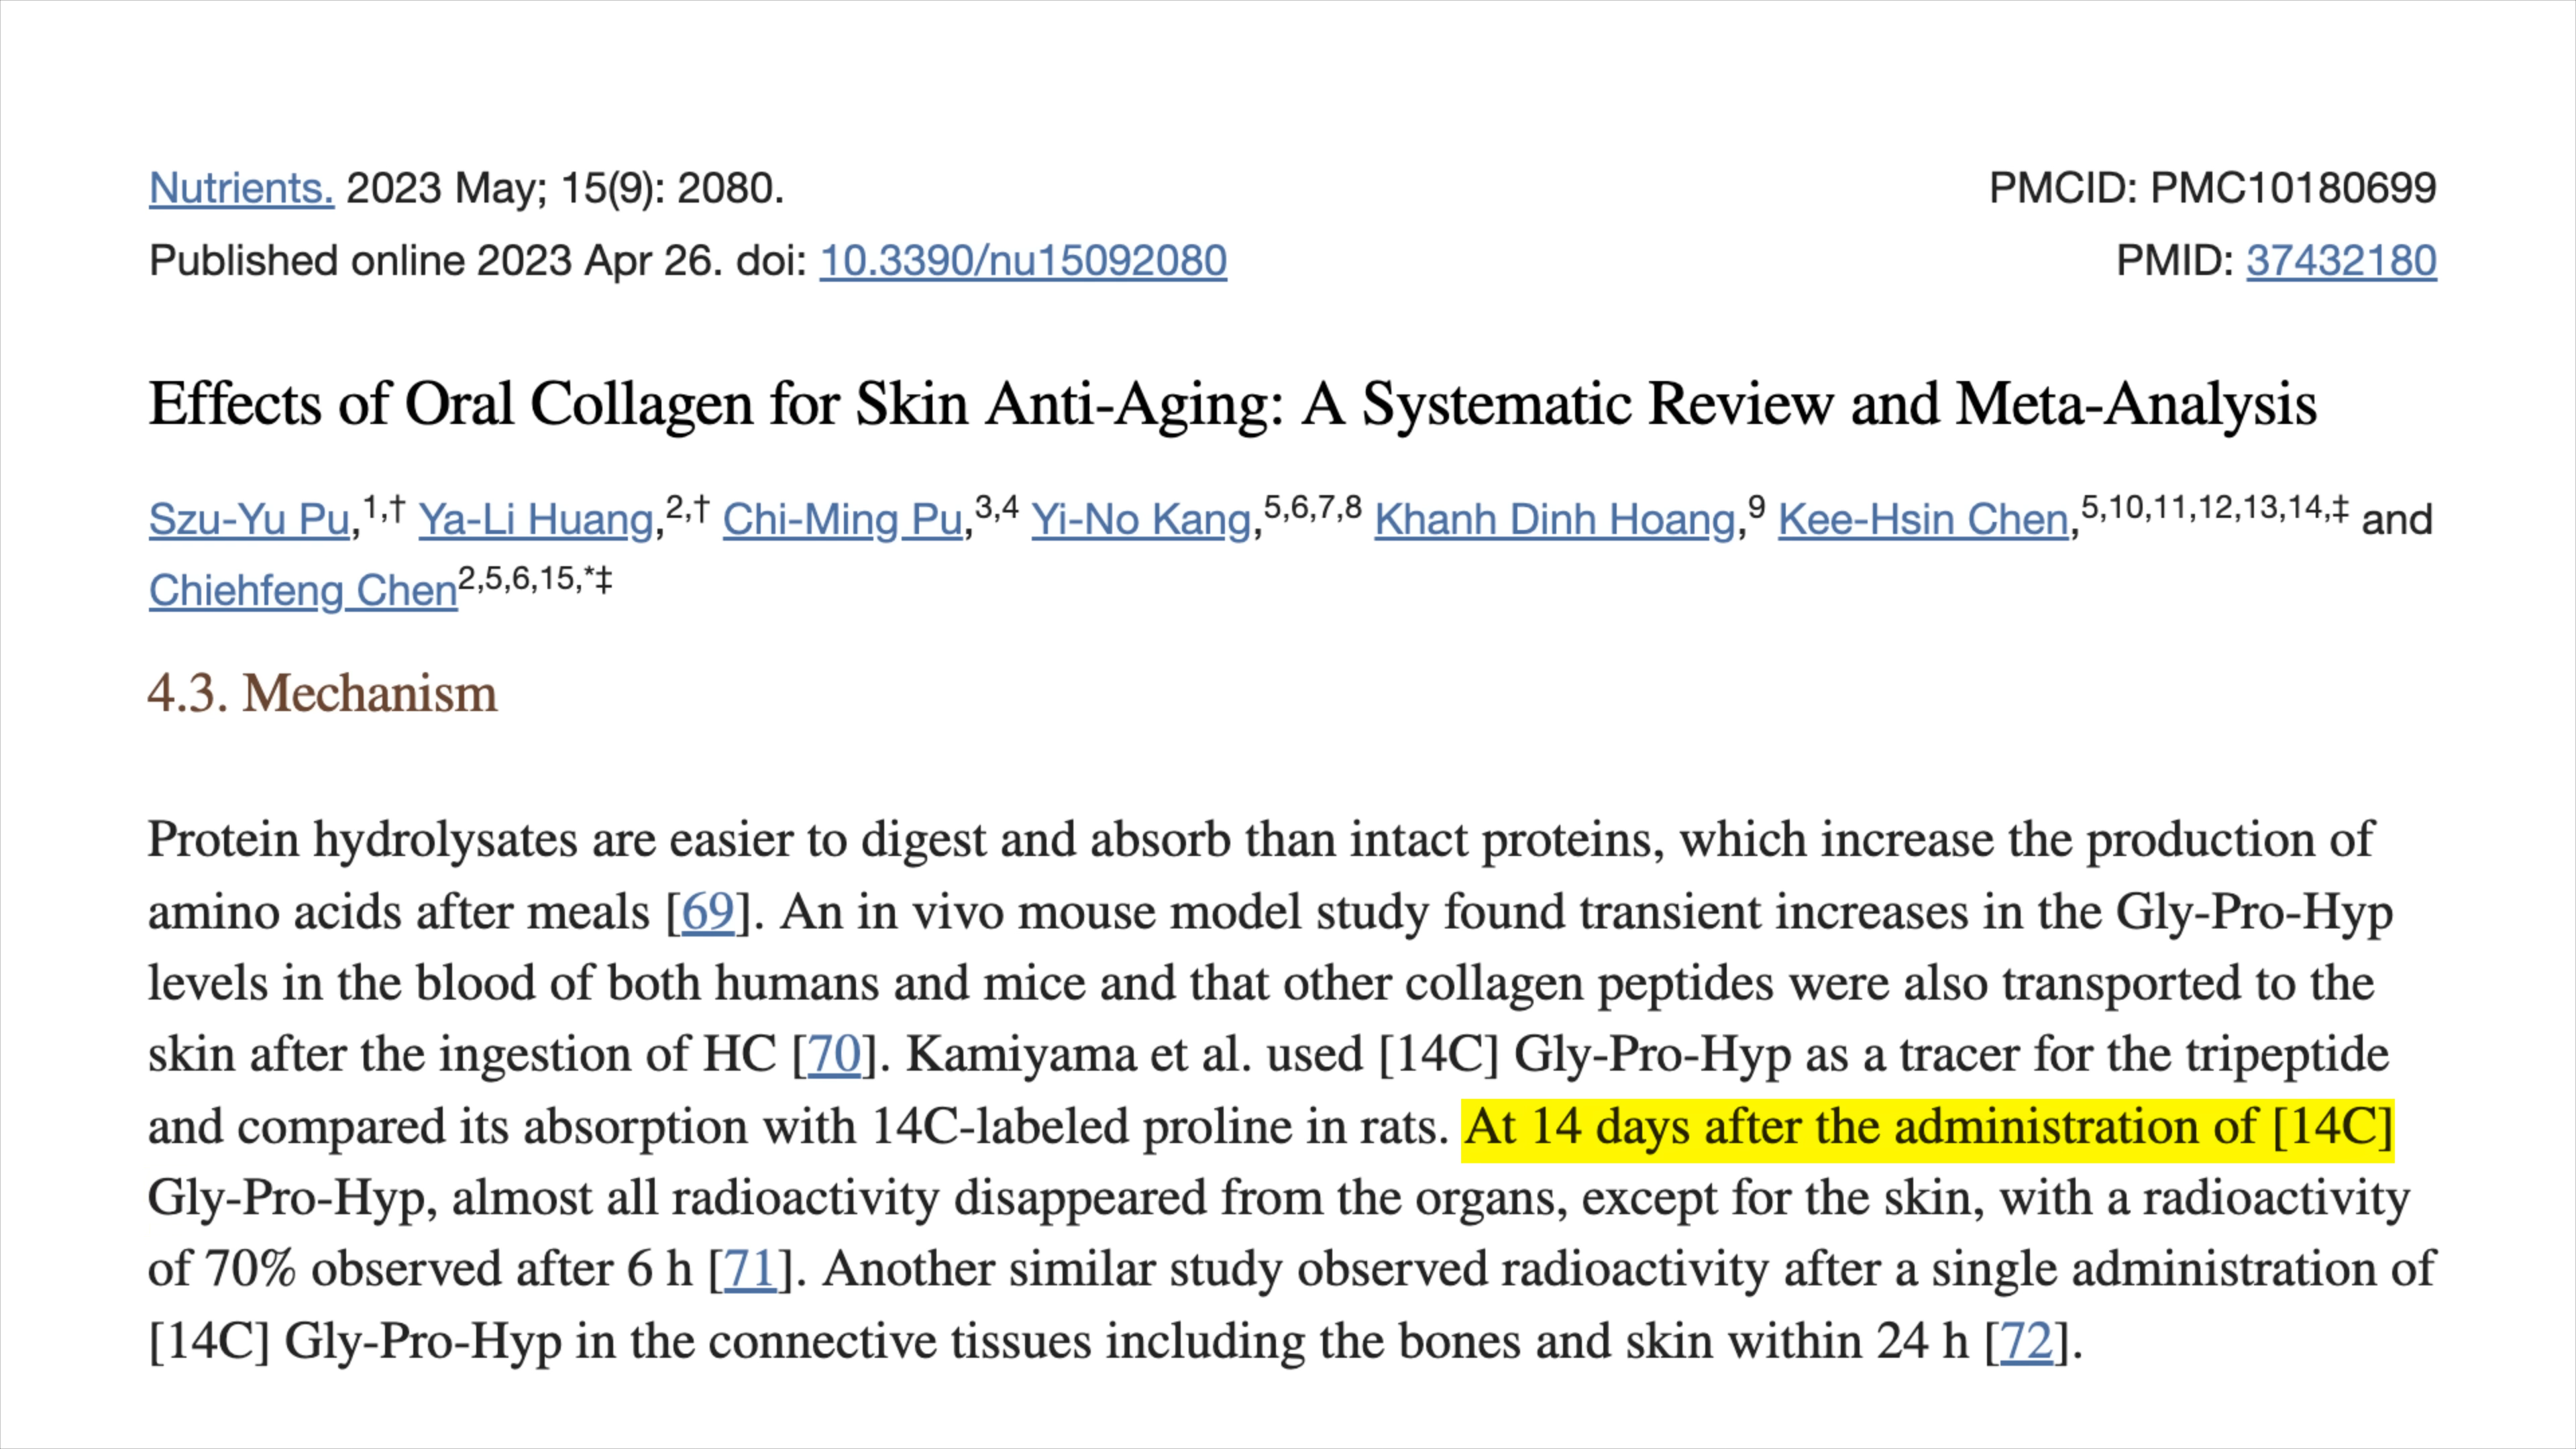 Nutrients. 2023 May; 15(9): 2080.
PMCID: PMC10180699
Published online 2023 Apr 26. doi: 10.3390/nu15092080
PMID: 37432180
Effects of Oral Collagen for Skin Anti-Aging: A Systematic Review and Meta-Analysis
Szu-Yu Pu,1,† Ya-Li Huang,2,† Chi-Ming Pu,3,4 Yi-No Kang,5,6,7,8 Khanh Dinh Hoang,9 Kee-Hsin Chen,5,10,11,12,13,14,‡ and
Chiehfeng Chen2,5,6,15,*‡
4.3. Mechanism
Protein hydrolysates are easier to digest and absorb than intact proteins, which increase the production of
amino acids after meals [69]. An in vivo mouse model study found transient increases in the Gly-Pro-Hyp
levels in the blood of both humans and mice and that other collagen peptides were also transported to the
skin after the ingestion of HC [70]. Kamiyama et al. used [14C] Gly-Pro-Hyp as a tracer for the tripeptide
and compared its absorption with 14C-labeled proline in rats. At 14 days after the administration of [14C]
Gly-Pro-Hyp, almost all radioactivity disappeared from the organs, except for the skin, with a radioactivity
of 70% observed after 6 h [71]. Another similar study observed radioactivity after a single administration of
[14C] Gly-Pro-Hyp in the connective tissues including the bones and skin within 24 h [72].